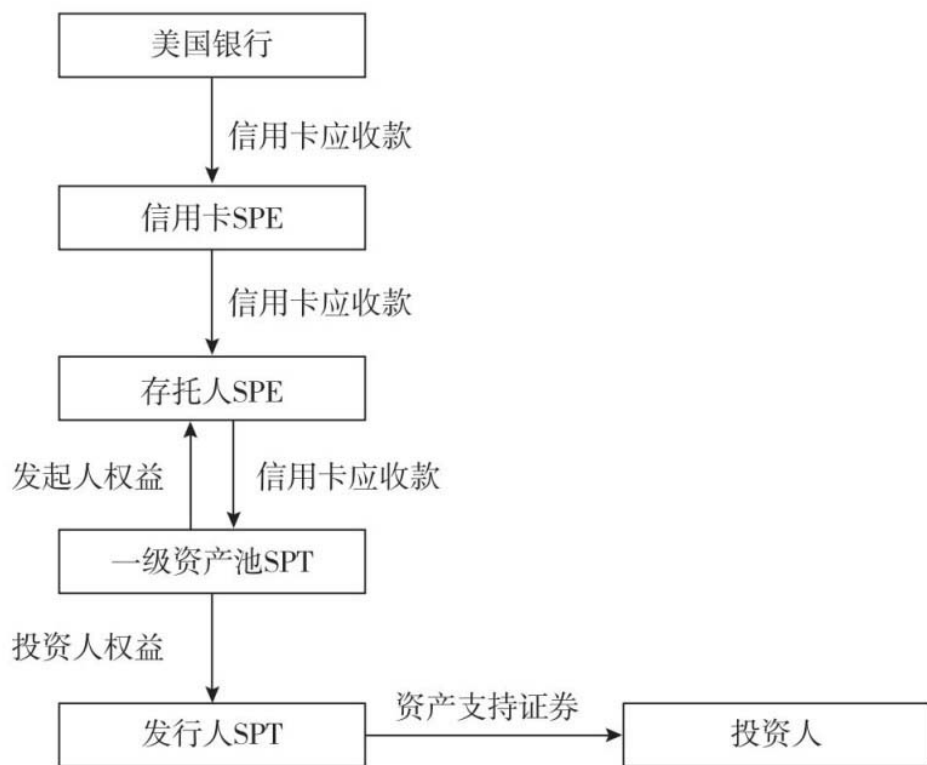 美国银行
信用卡应收款
信用卡SPE
信用卡应收款
存托人SPE
发起人权益
信用卡应收款
一级资产池SPT
投资人权益
发行人SPT
资产支持证券
投资人